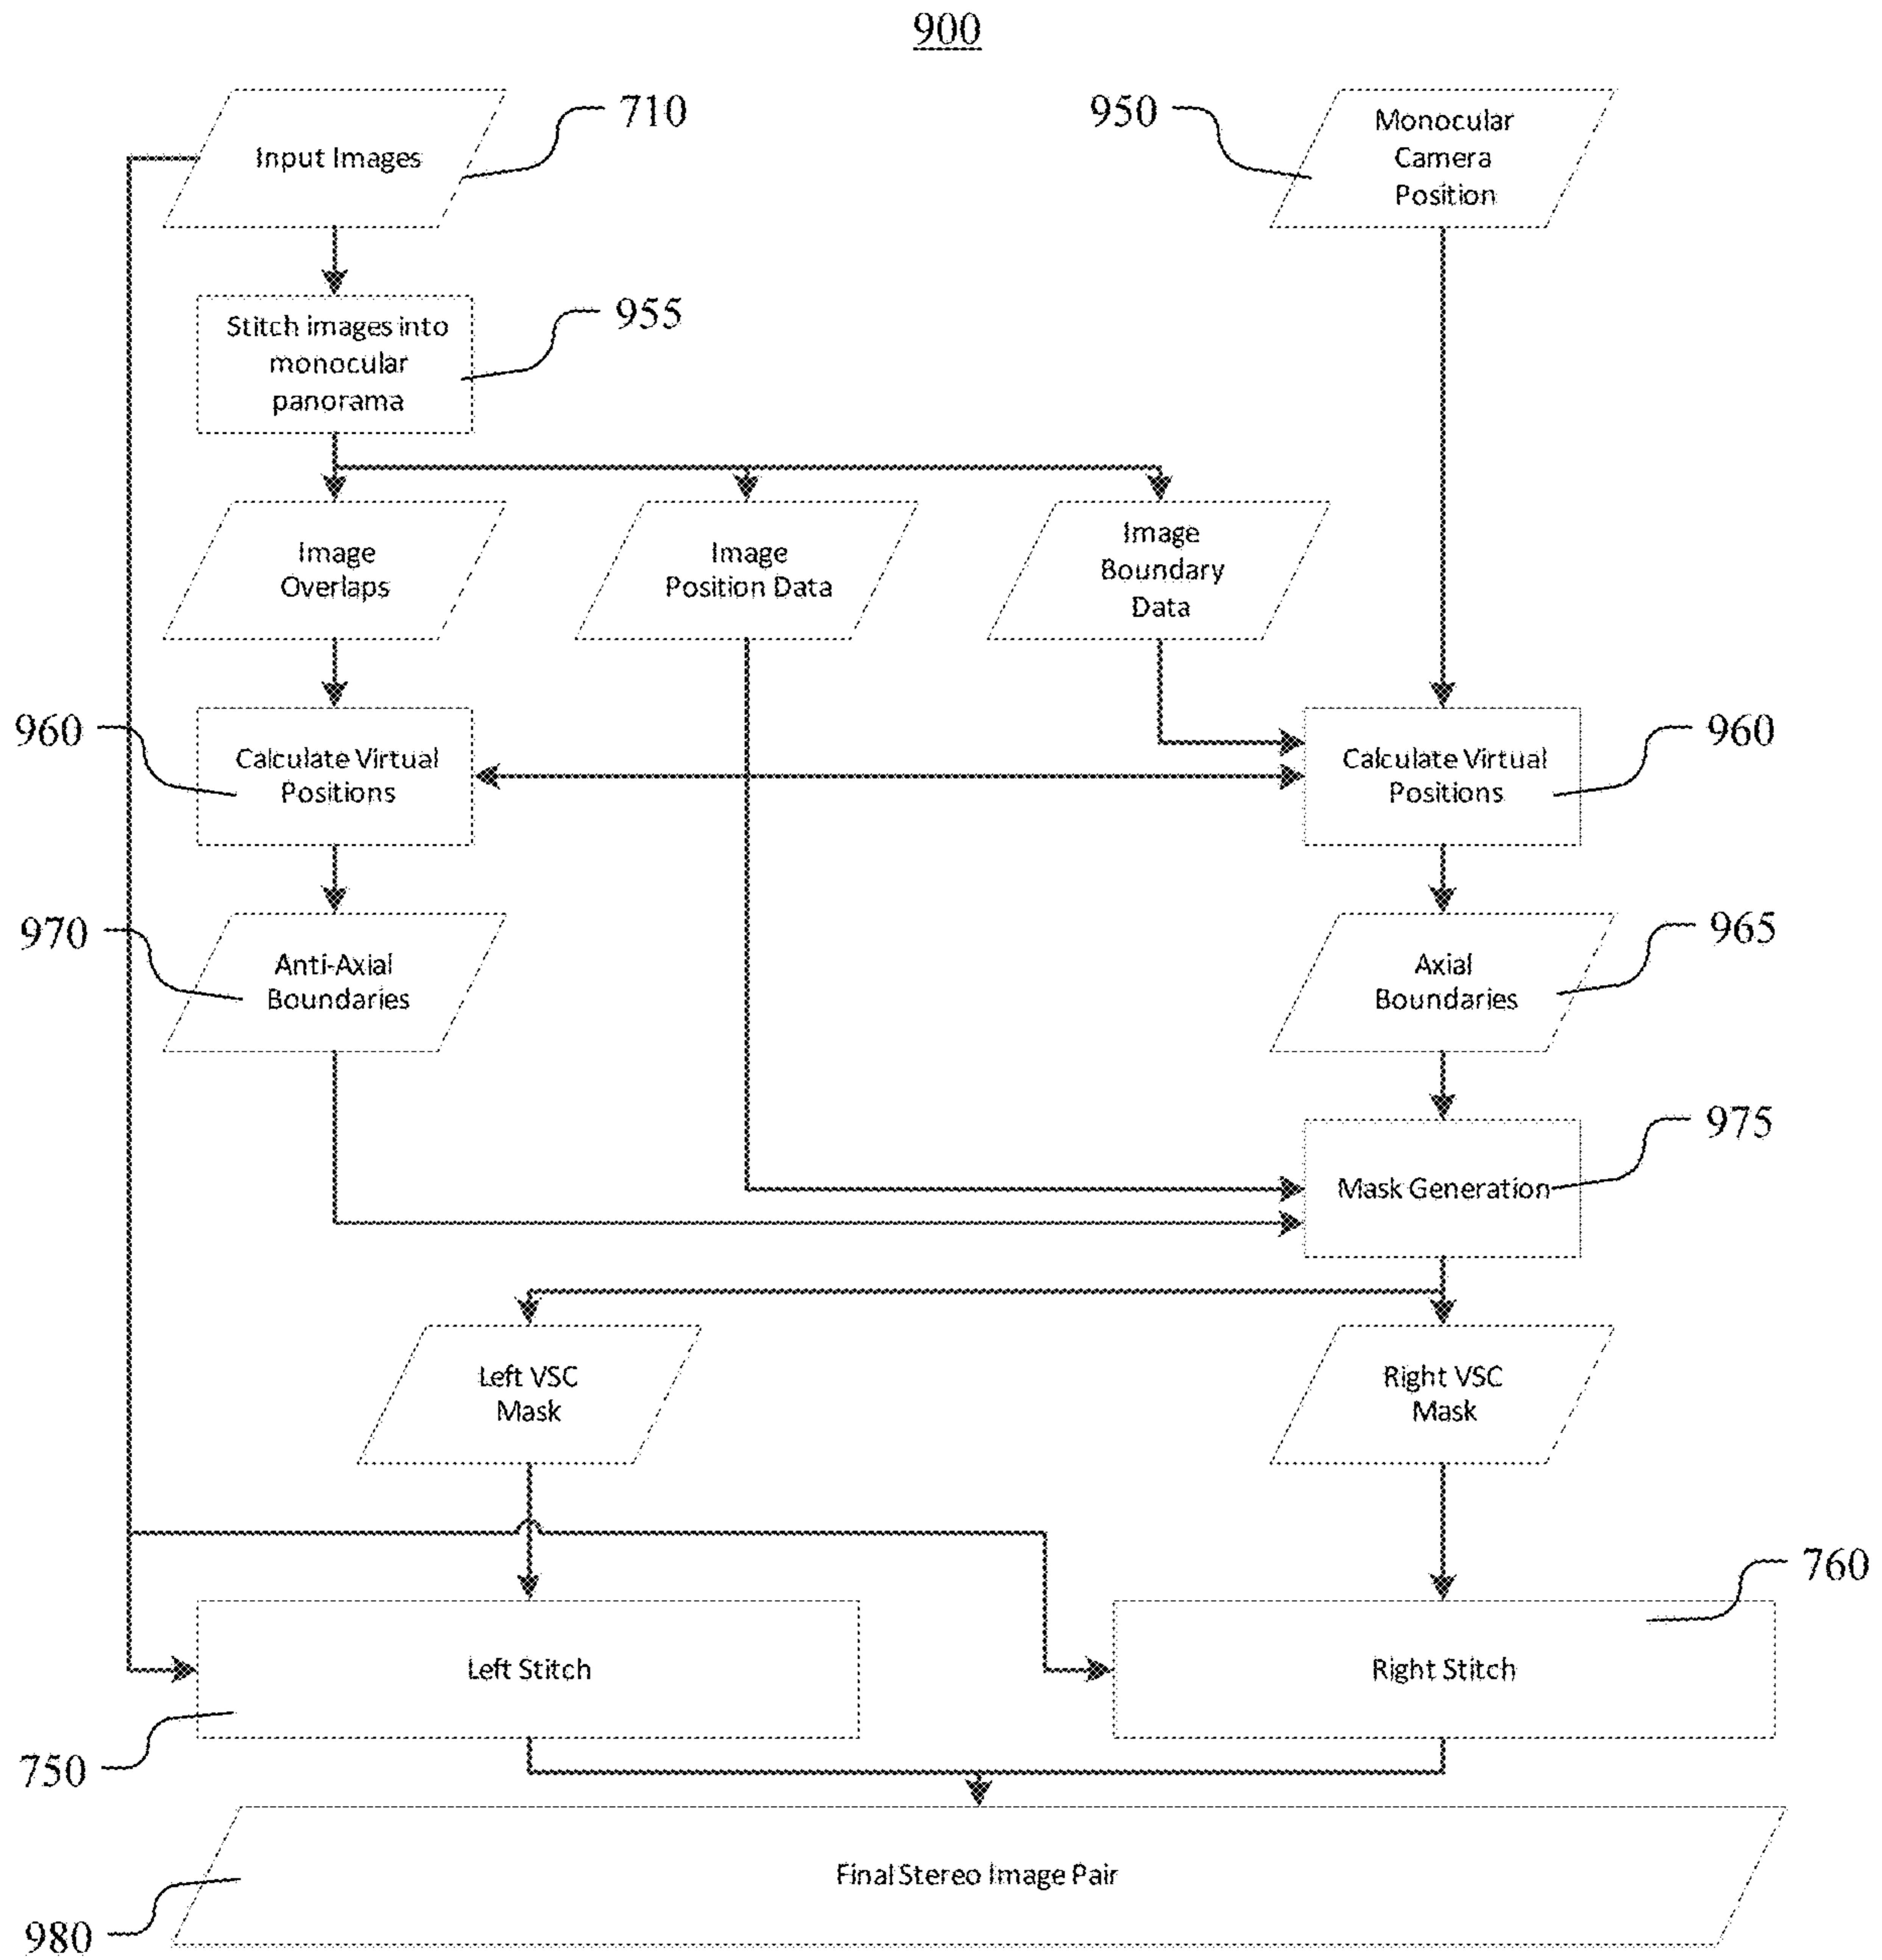 900
710
950
Input Images
Monocular
Camera
Position
955
Stitch images into
monocular
panorama
Image
Overlaps
Image
Position Data
Image
Boundary
Data
960
Calculate Virtual
Positions
960
Calculate Virtual
Positions
970
Anti-Axial
Boundaries
965
Axial
Boundaries
975
Mask Generation
Left VSC
Mask
Right VSC
Mask
760
Left Stitch
Right Stitch
750
Final Stereo Image Pair
980